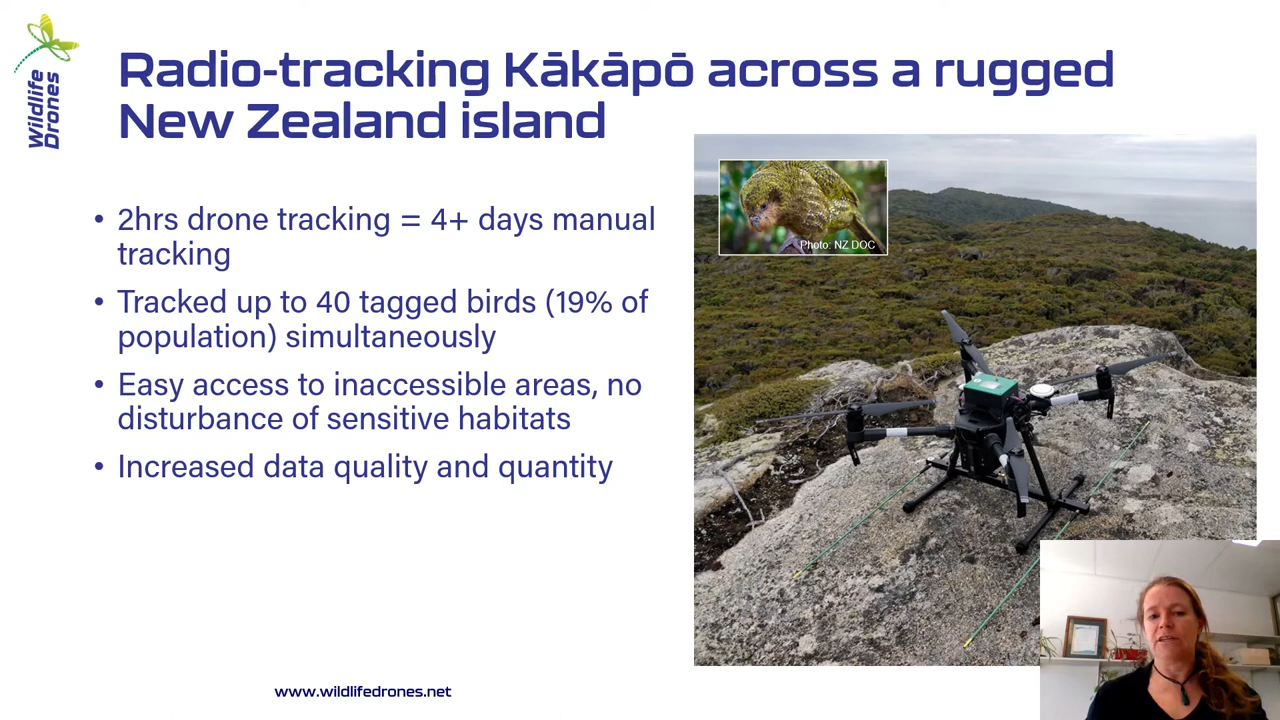 Wildlife
Drones
Radio-tracking Kākāpō across a rugged
New Zealand island
• 2hrs drone tracking = 4+ days manual
tracking
• Tracked up to 40 tagged birds (19% of
population) simultaneously
• Easy access to inaccessible areas, no
disturbance of sensitive habitats
• Increased data quality and quantity
Photo: NZ DOC
www.wildlifedrones.net